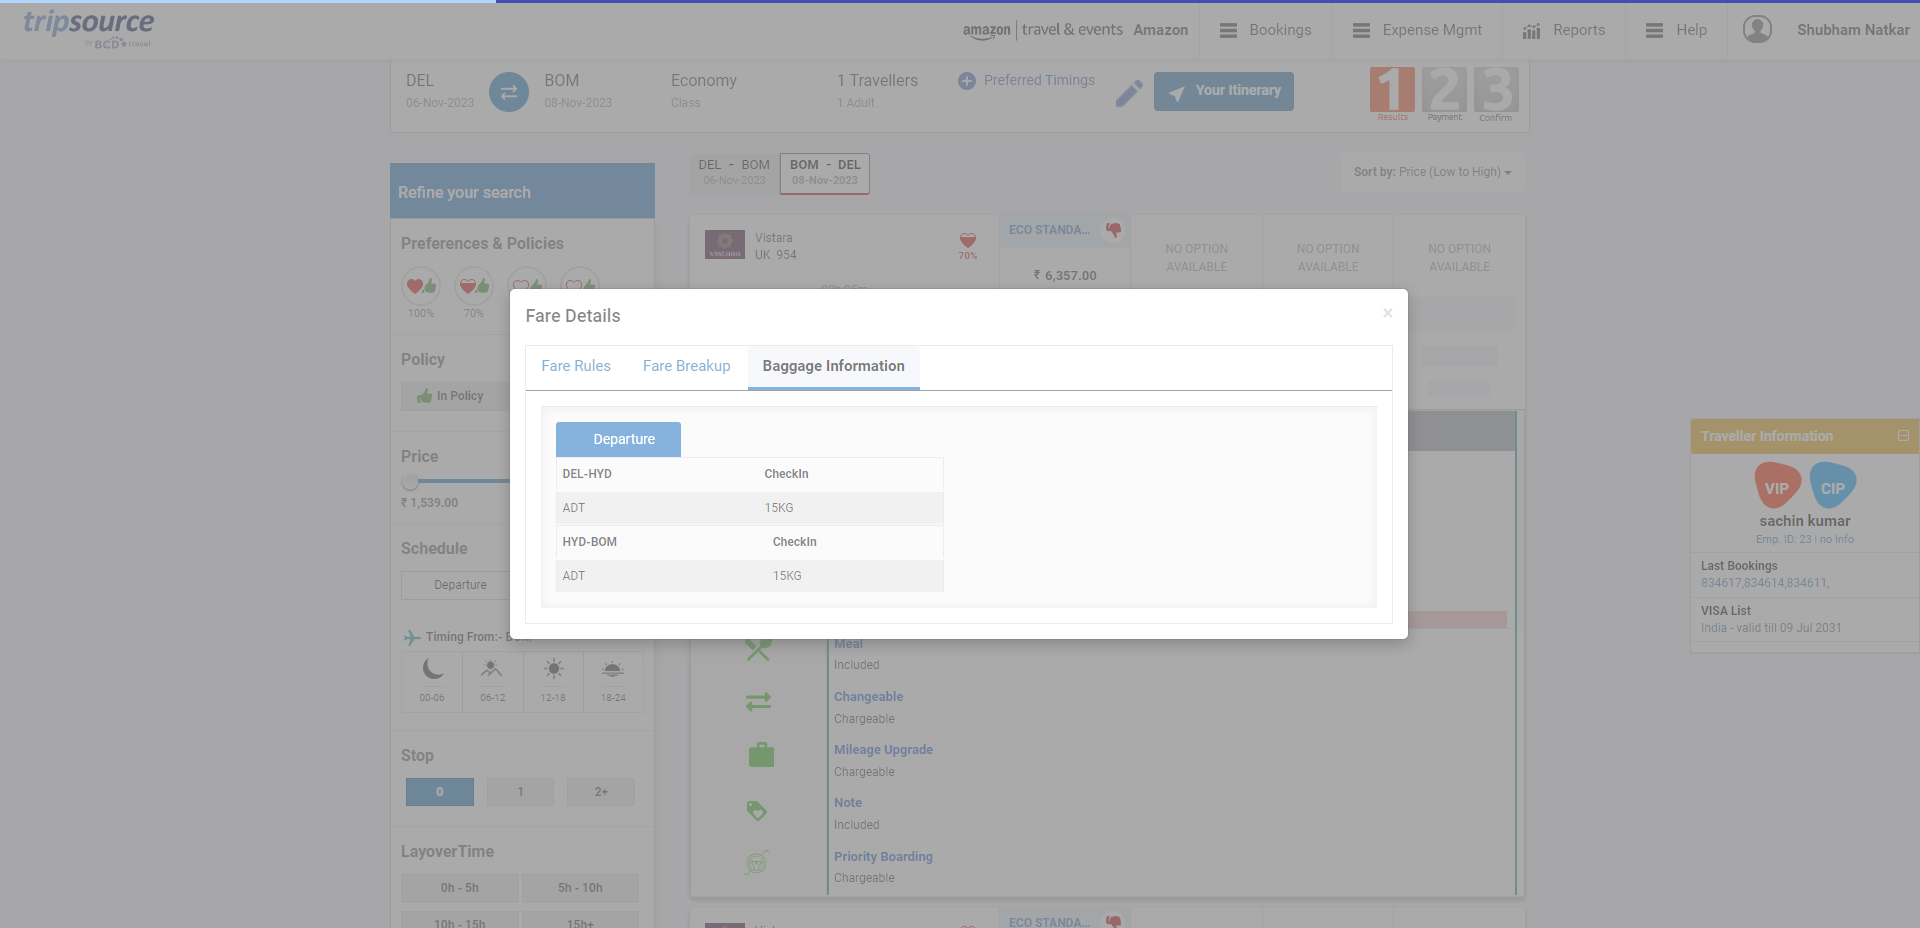 tripsource
by BCD travel
amazon | travel & events Amazon
Bookings
Expense Mgmt
Reports
Help
Shubham Natkar
DEL
06-Nov-2023
BOM
08-Nov-2023
Economy
Class
1 Travellers
1 Adult
Preferred Timings
Your Itinerary
1 2 3
Results Payment Confirm
Refine your search
Preferences & Policies
100% 70%
Policy
In Policy
Price
₹ 1,539.00
Schedule
Departure
Timing From:-
00-06 06-12 12-18 18-24
Stop
0 1 2+
LayoverTime
0h - 5h 5h - 10h
10h - 15h 15h+
DEL - BOM
06-Nov-2023
BOM - DEL
08-Nov-2023
Sort by: Price (Low to High)
VISTARA
Vistara
UK 954
70%
ECO STANDA...
₹ 6,357.00
NO OPTION
AVAILABLE
NO OPTION
AVAILABLE
NO OPTION
AVAILABLE
Fare Details
×
Fare Rules Fare Breakup Baggage Information
Departure
DEL-HYD CheckIn
ADT 15KG
HYD-BOM CheckIn
ADT 15KG
Meal
Included
Changeable
Chargeable
Mileage Upgrade
Chargeable
Note
Included
Priority Boarding
Chargeable
ECO STANDA...
Traveller Information
VIP CIP
sachin kumar
Emp. ID: 23 | no Info
Last Bookings
834617,834614,834611,
VISA List
India - valid till 09 Jul 2031